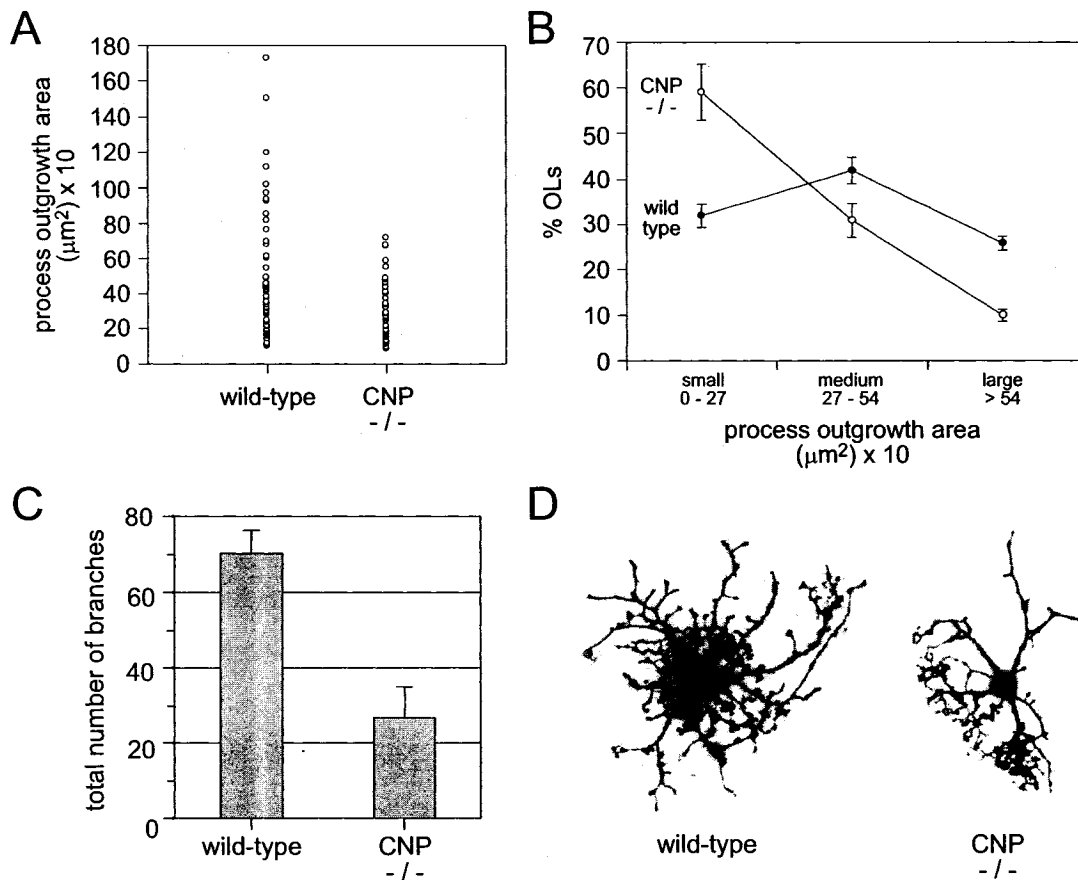 A
180
160
140
120
100
80
60
40
20
0
process outgrowth area
(μm²) x 10
wild-type
CNP
- / -
B
70
60
50
40
30
20
10
0
% OLs
CNP
- / -
wild
type
small
0 - 27
medium
27 - 54
large
> 54
process outgrowth area
(μm²) x 10
C
80
60
40
20
0
total number of branches
wild-type
CNP
- / -
D
wild-type
CNP
- / -